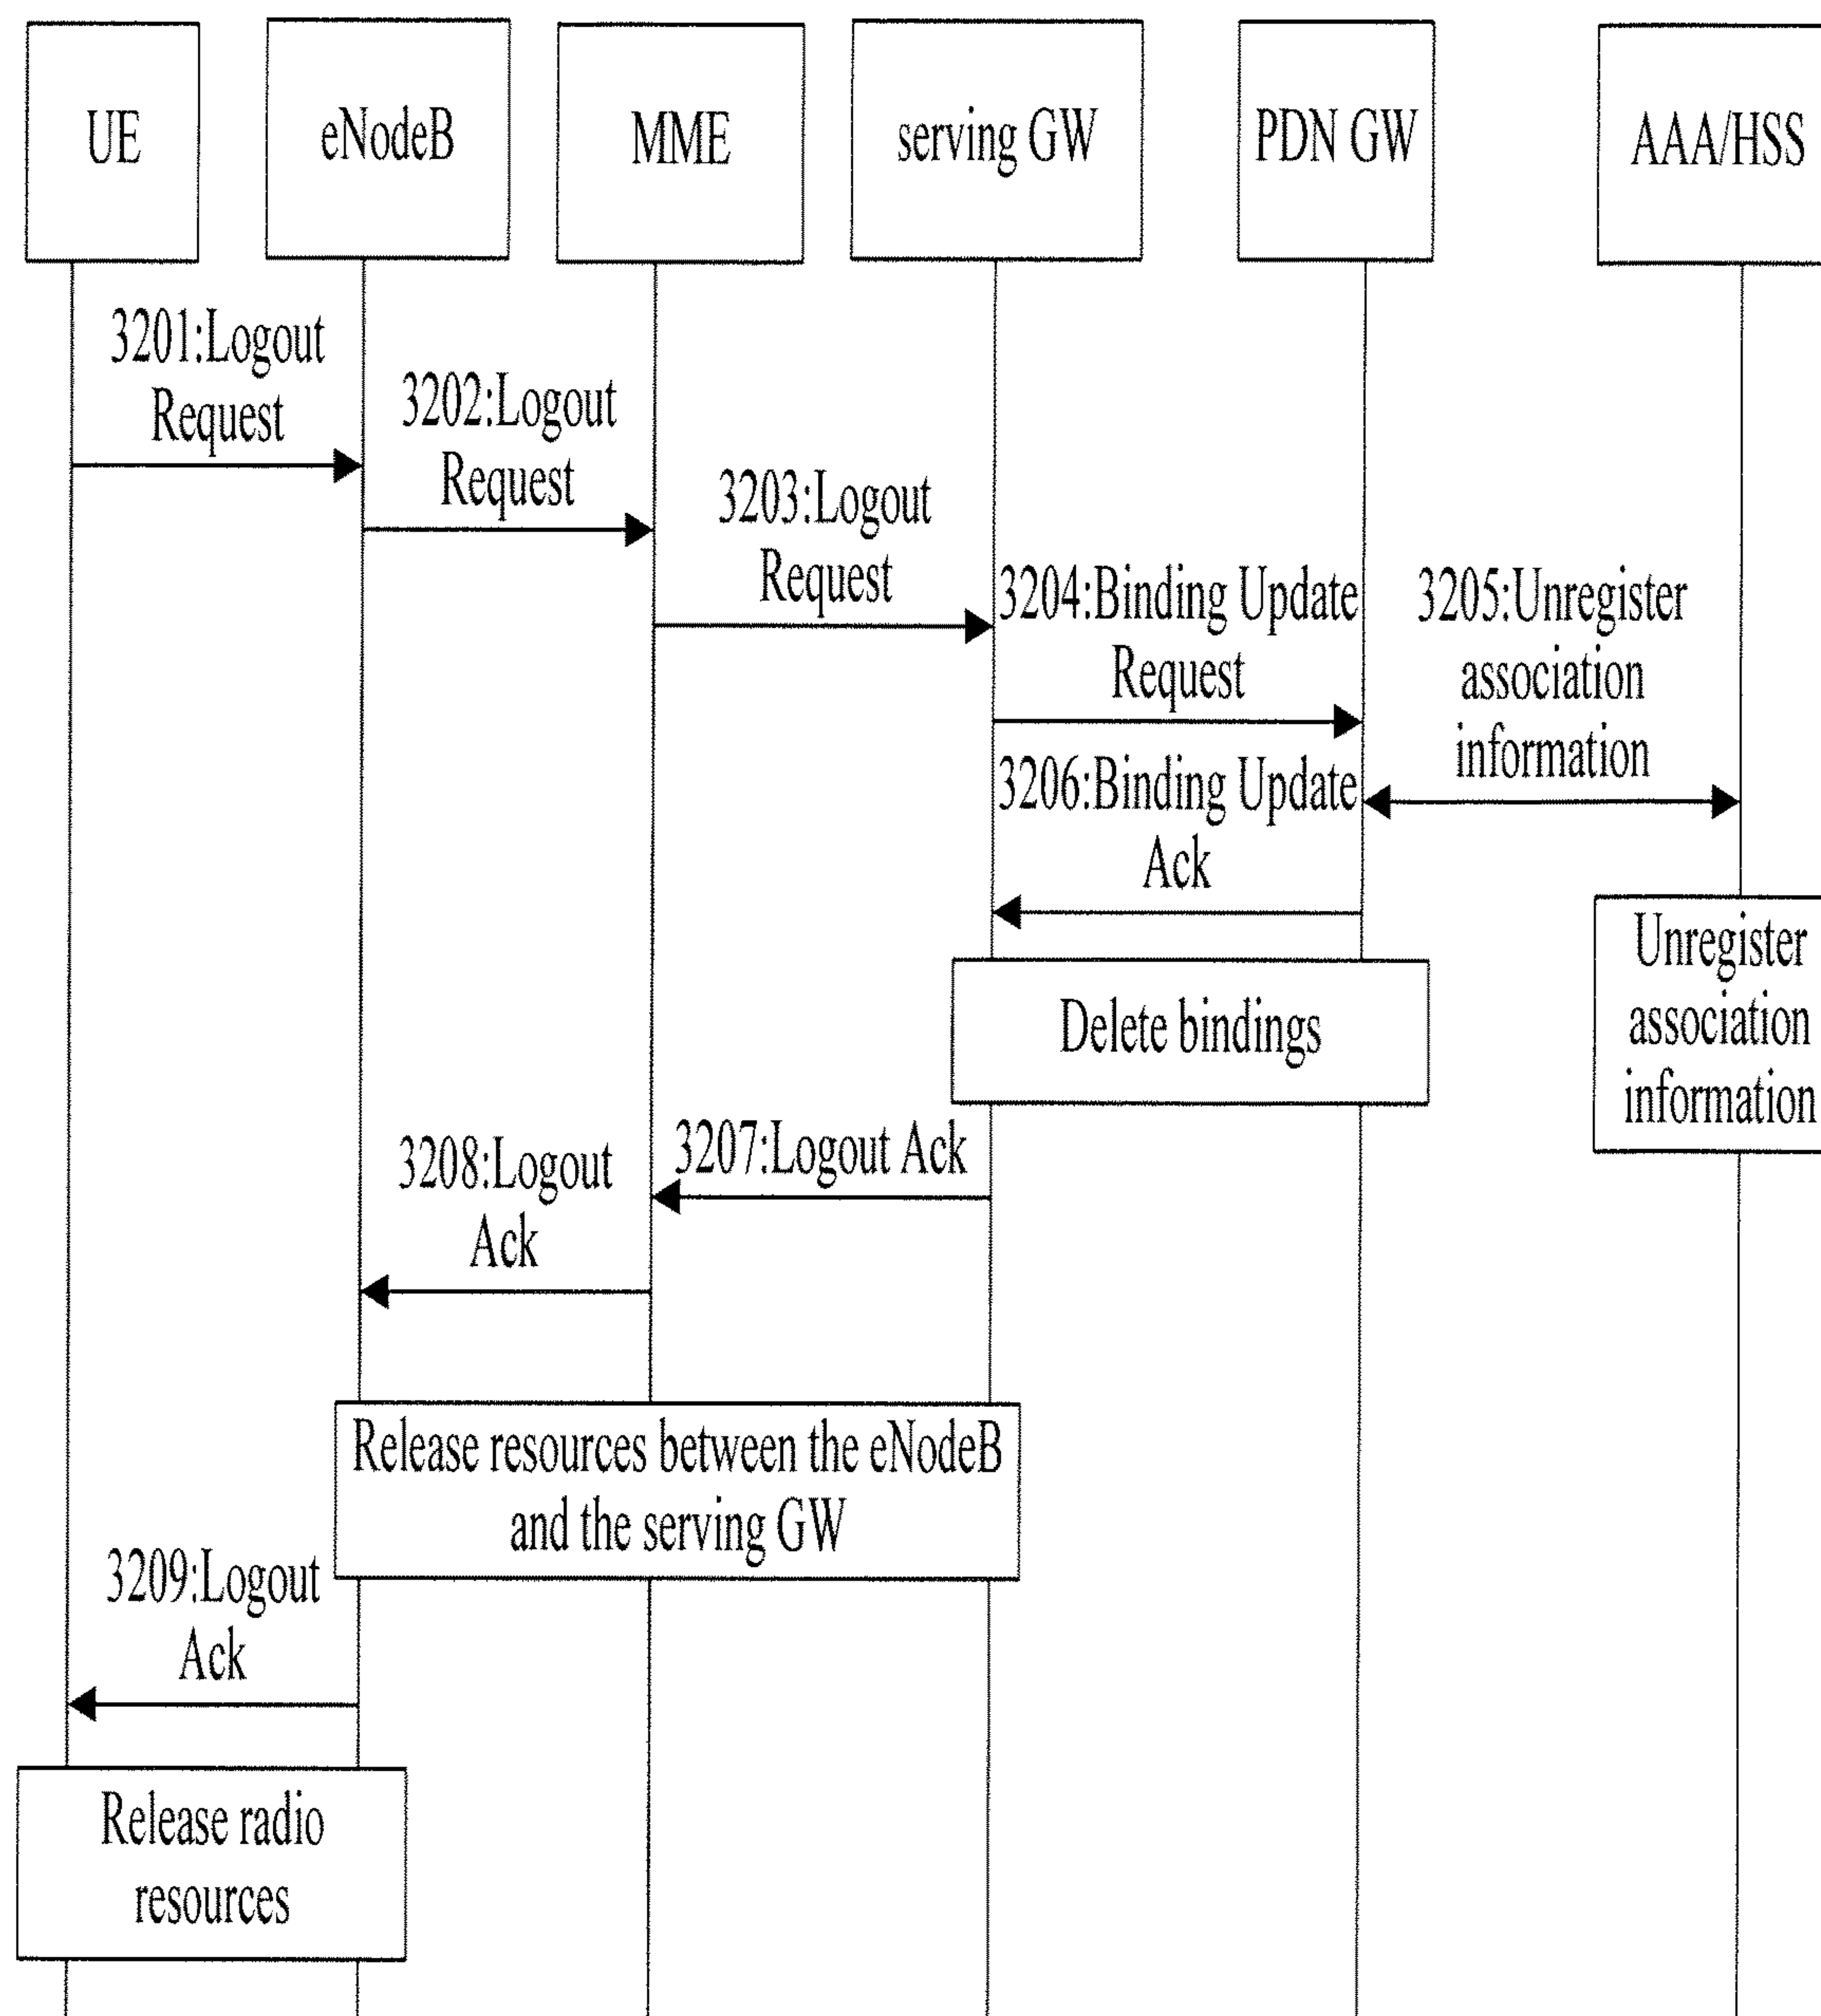 UE
eNodeB
MME
serving GW
PDN GW
AAA/HSS
3201:Logout
Request
3202:Logout
Request
3203:Logout
Request
3204:Binding Update
Request
3205:Unregister
association
information
3206:Binding Update
Ack
Unregister
association
information
Delete bindings
3207:Logout Ack
3208:Logout
Ack
Release resources between the eNodeB
and the serving GW
3209:Logout
Ack
Release radio
resources